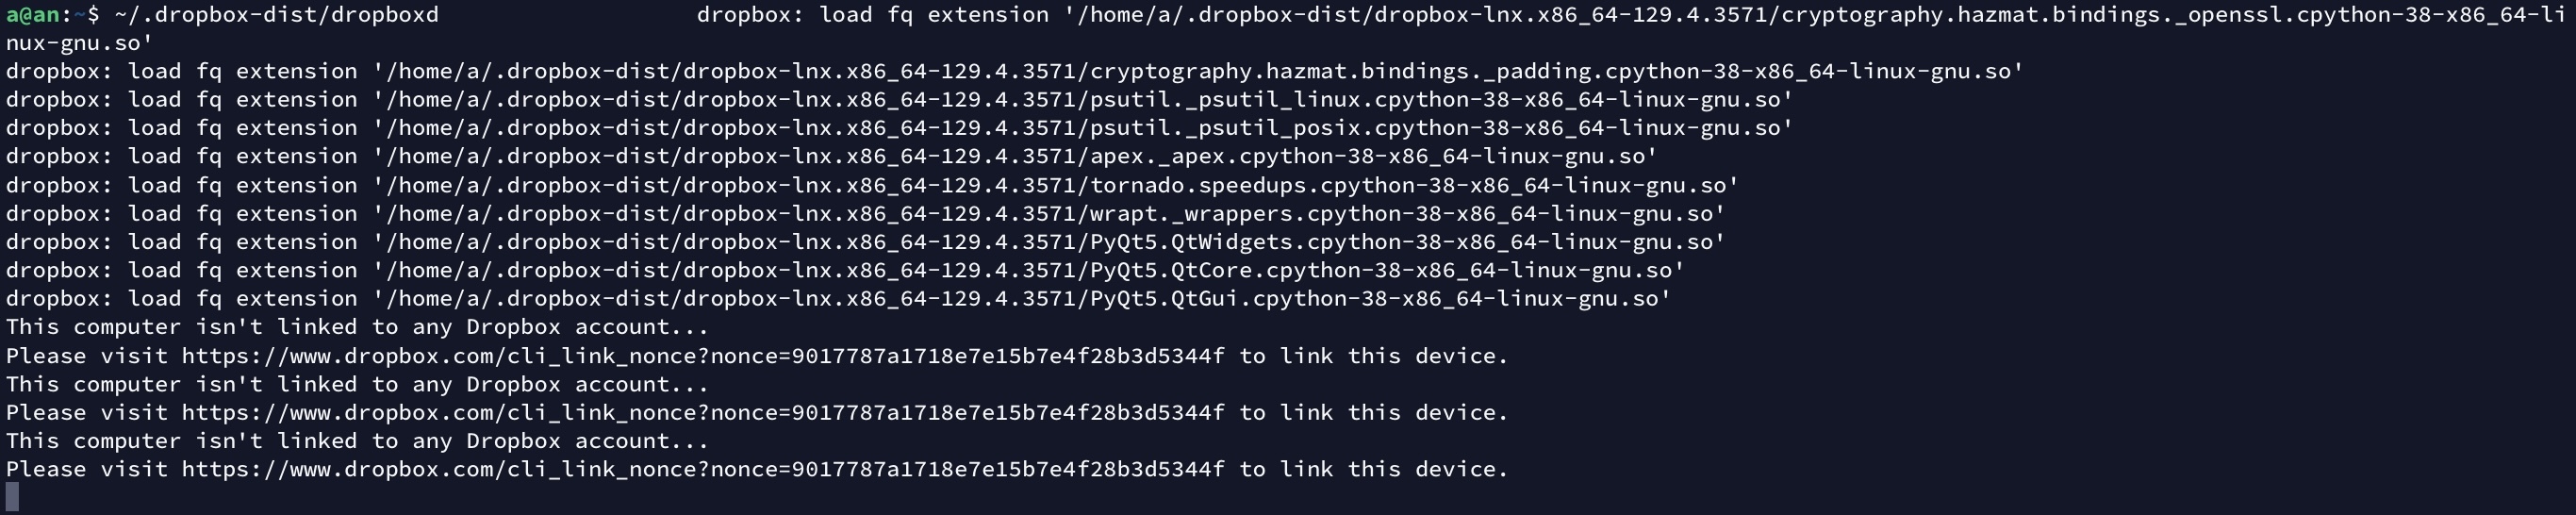 a@an:~$ ~/.dropbox-dist/dropboxd                   dropbox: load fq extension '/home/a/.dropbox-dist/dropbox-lnx.x86_64-129.4.3571/cryptography.hazmat.bindings._openssl.cpython-38-x86_64-li
nux-gnu.so'
dropbox: load fq extension '/home/a/.dropbox-dist/dropbox-lnx.x86_64-129.4.3571/cryptography.hazmat.bindings._padding.cpython-38-x86_64-linux-gnu.so'
dropbox: load fq extension '/home/a/.dropbox-dist/dropbox-lnx.x86_64-129.4.3571/psutil._psutil_linux.cpython-38-x86_64-linux-gnu.so'
dropbox: load fq extension '/home/a/.dropbox-dist/dropbox-lnx.x86_64-129.4.3571/psutil._psutil_posix.cpython-38-x86_64-linux-gnu.so'
dropbox: load fq extension '/home/a/.dropbox-dist/dropbox-lnx.x86_64-129.4.3571/apex._apex.cpython-38-x86_64-linux-gnu.so'
dropbox: load fq extension '/home/a/.dropbox-dist/dropbox-lnx.x86_64-129.4.3571/tornado.speedups.cpython-38-x86_64-linux-gnu.so'
dropbox: load fq extension '/home/a/.dropbox-dist/dropbox-lnx.x86_64-129.4.3571/wrapt._wrappers.cpython-38-x86_64-linux-gnu.so'
dropbox: load fq extension '/home/a/.dropbox-dist/dropbox-lnx.x86_64-129.4.3571/PyQt5.QtWidgets.cpython-38-x86_64-linux-gnu.so'
dropbox: load fq extension '/home/a/.dropbox-dist/dropbox-lnx.x86_64-129.4.3571/PyQt5.QtCore.cpython-38-x86_64-linux-gnu.so'
dropbox: load fq extension '/home/a/.dropbox-dist/dropbox-lnx.x86_64-129.4.3571/PyQt5.QtGui.cpython-38-x86_64-linux-gnu.so'
This computer isn't linked to any Dropbox account...
Please visit https://www.dropbox.com/cli_link_nonce?nonce=9017787a1718e7e15b7e4f28b3d5344f to link this device.
This computer isn't linked to any Dropbox account...
Please visit https://www.dropbox.com/cli_link_nonce?nonce=9017787a1718e7e15b7e4f28b3d5344f to link this device.
This computer isn't linked to any Dropbox account...
Please visit https://www.dropbox.com/cli_link_nonce?nonce=9017787a1718e7e15b7e4f28b3d5344f to link this device.